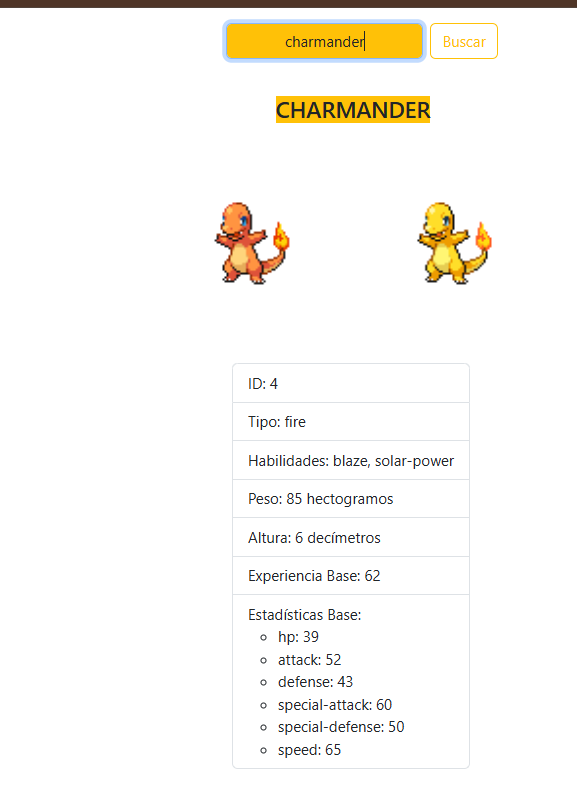 charmander Buscar
CHARMANDER
ID: 4
Tipo: fire
Habilidades: blaze, solar-power
Peso: 85 hectogramos
Altura: 6 decímetros
Experiencia Base: 62
Estadísticas Base:
hp: 39
attack: 52
defense: 43
special-attack: 60
special-defense: 50
speed: 65